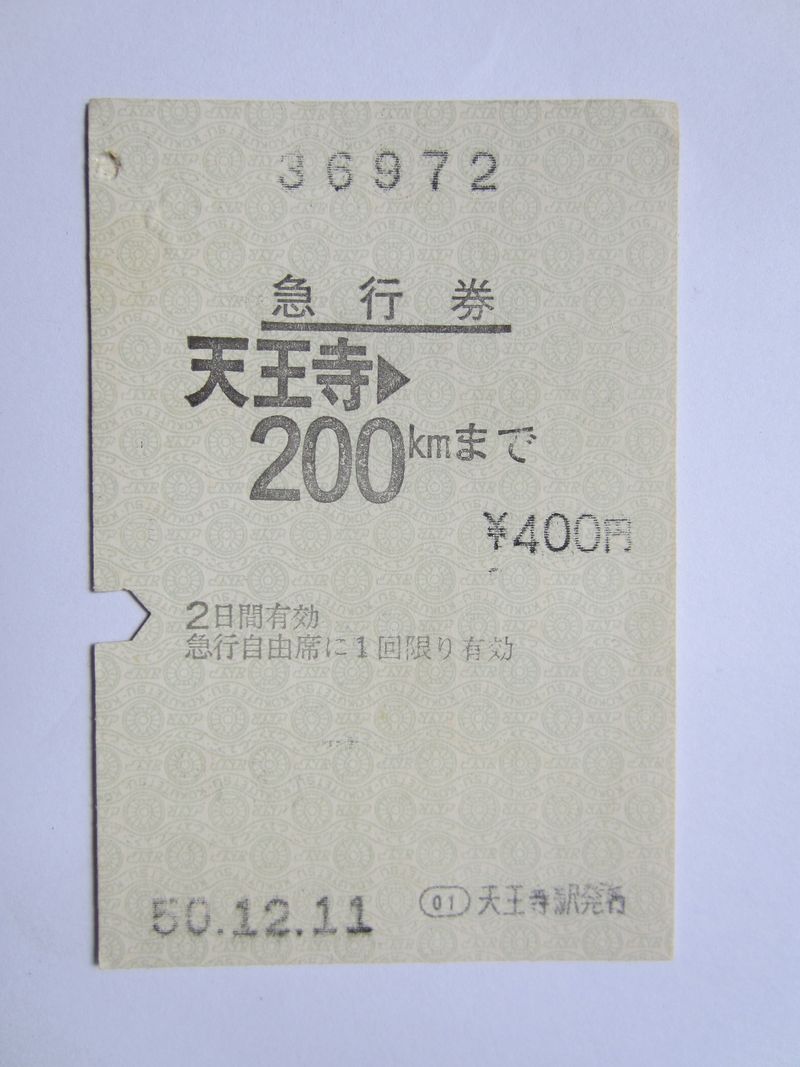 36972
急行券
天王寺▶
200kmまで
¥400円
2日間有効
急行自由席に1回限り有効
50.12.11
01 天王寺駅発行